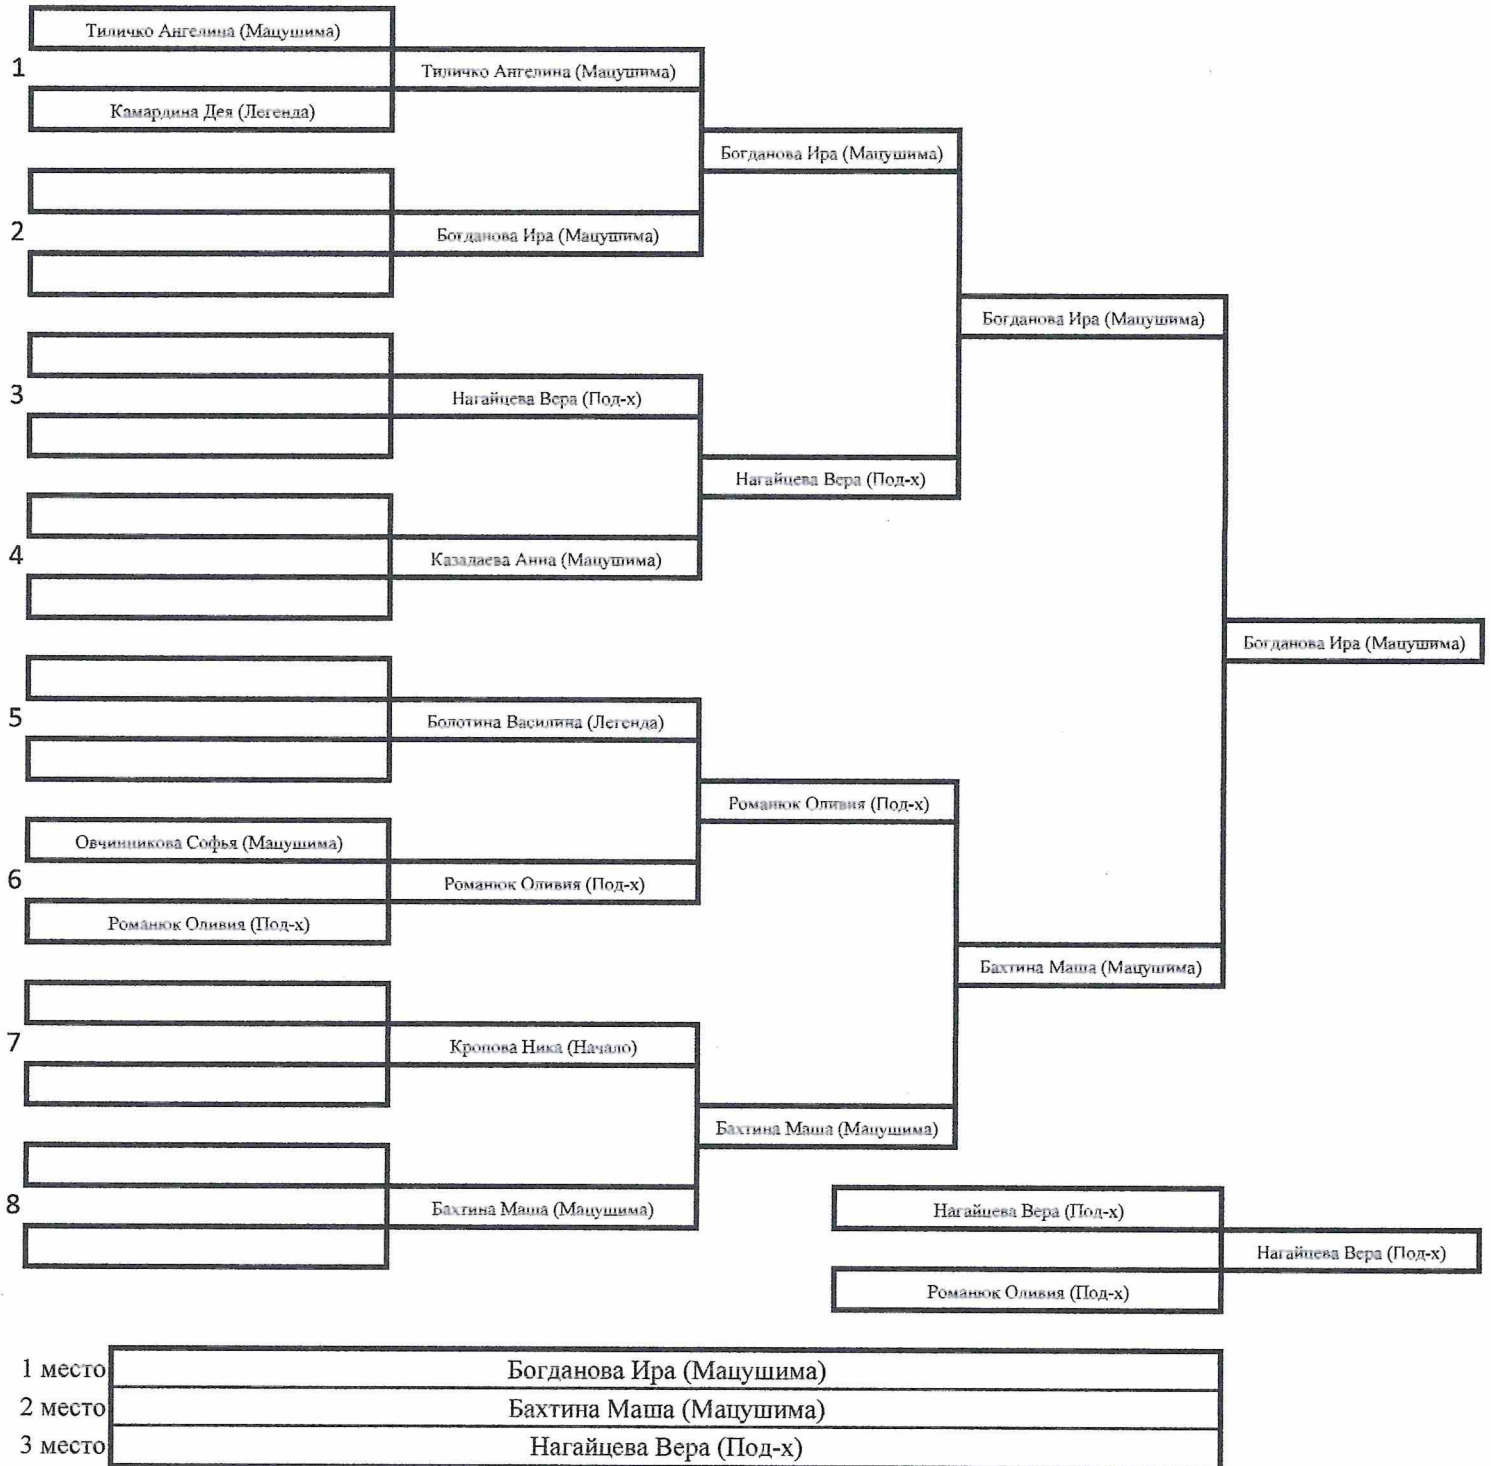 Тиличко Ангелина (Мацушима)
1
Тиличко Ангелина (Мацушима)
Камардина Дея (Легенда)
Богданова Ира (Мацушима)
2
Богданова Ира (Мацушима)
Богданова Ира (Мацушима)
3
Нагайцева Вера (Под-х)
Нагайцева Вера (Под-х)
4
Казадаева Анна (Мацушима)
Богданова Ира (Мацушима)
5
Болотина Василина (Легенда)
Романюк Оливия (Под-х)
Овчинникова Софья (Мацушима)
6
Романюк Оливия (Под-х)
Романюк Оливия (Под-х)
Бахтина Маша (Мацушима)
7
Кропова Ника (Начало)
Бахтина Маша (Мацушима)
8
Бахтина Маша (Мацушима)
Нагайцева Вера (Под-х)
Нагайцева Вера (Под-х)
Романюк Оливия (Под-х)
1 место Богданова Ира (Мацушима)
2 место Бахтина Маша (Мацушима)
3 место Нагайцева Вера (Под-х)